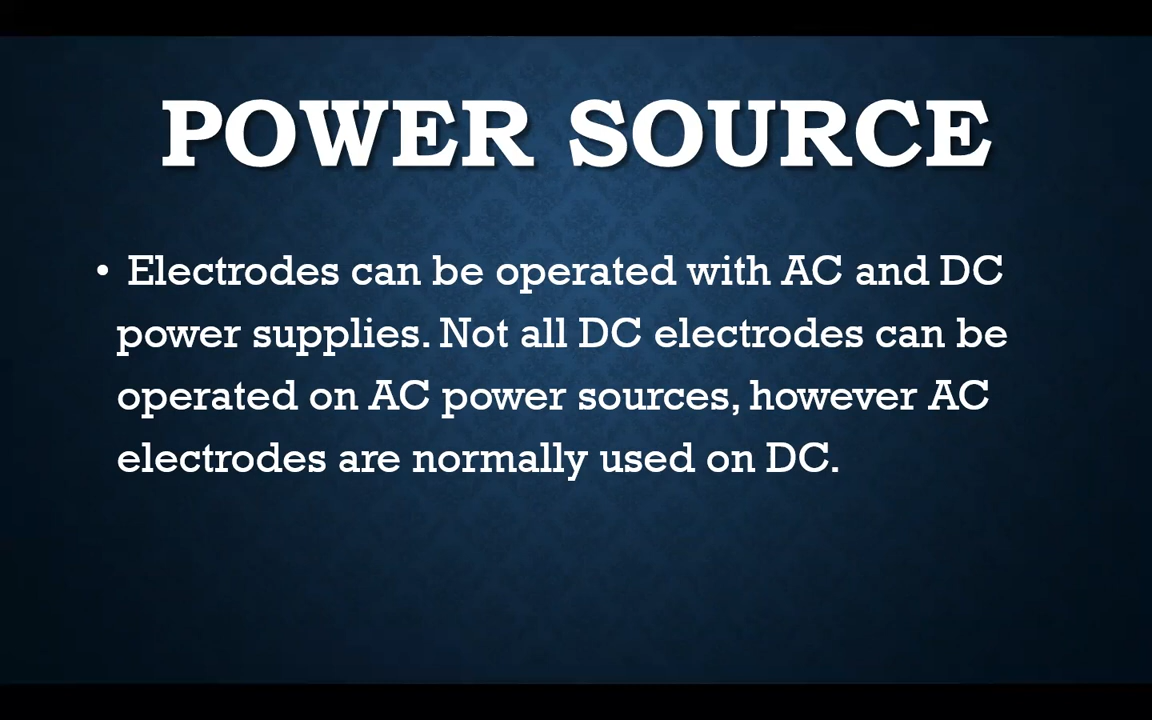 POWER SOURCE
• Electrodes can be operated with AC and DC
power supplies. Not all DC electrodes can be
operated on AC power sources, however AC
electrodes are normally used on DC.